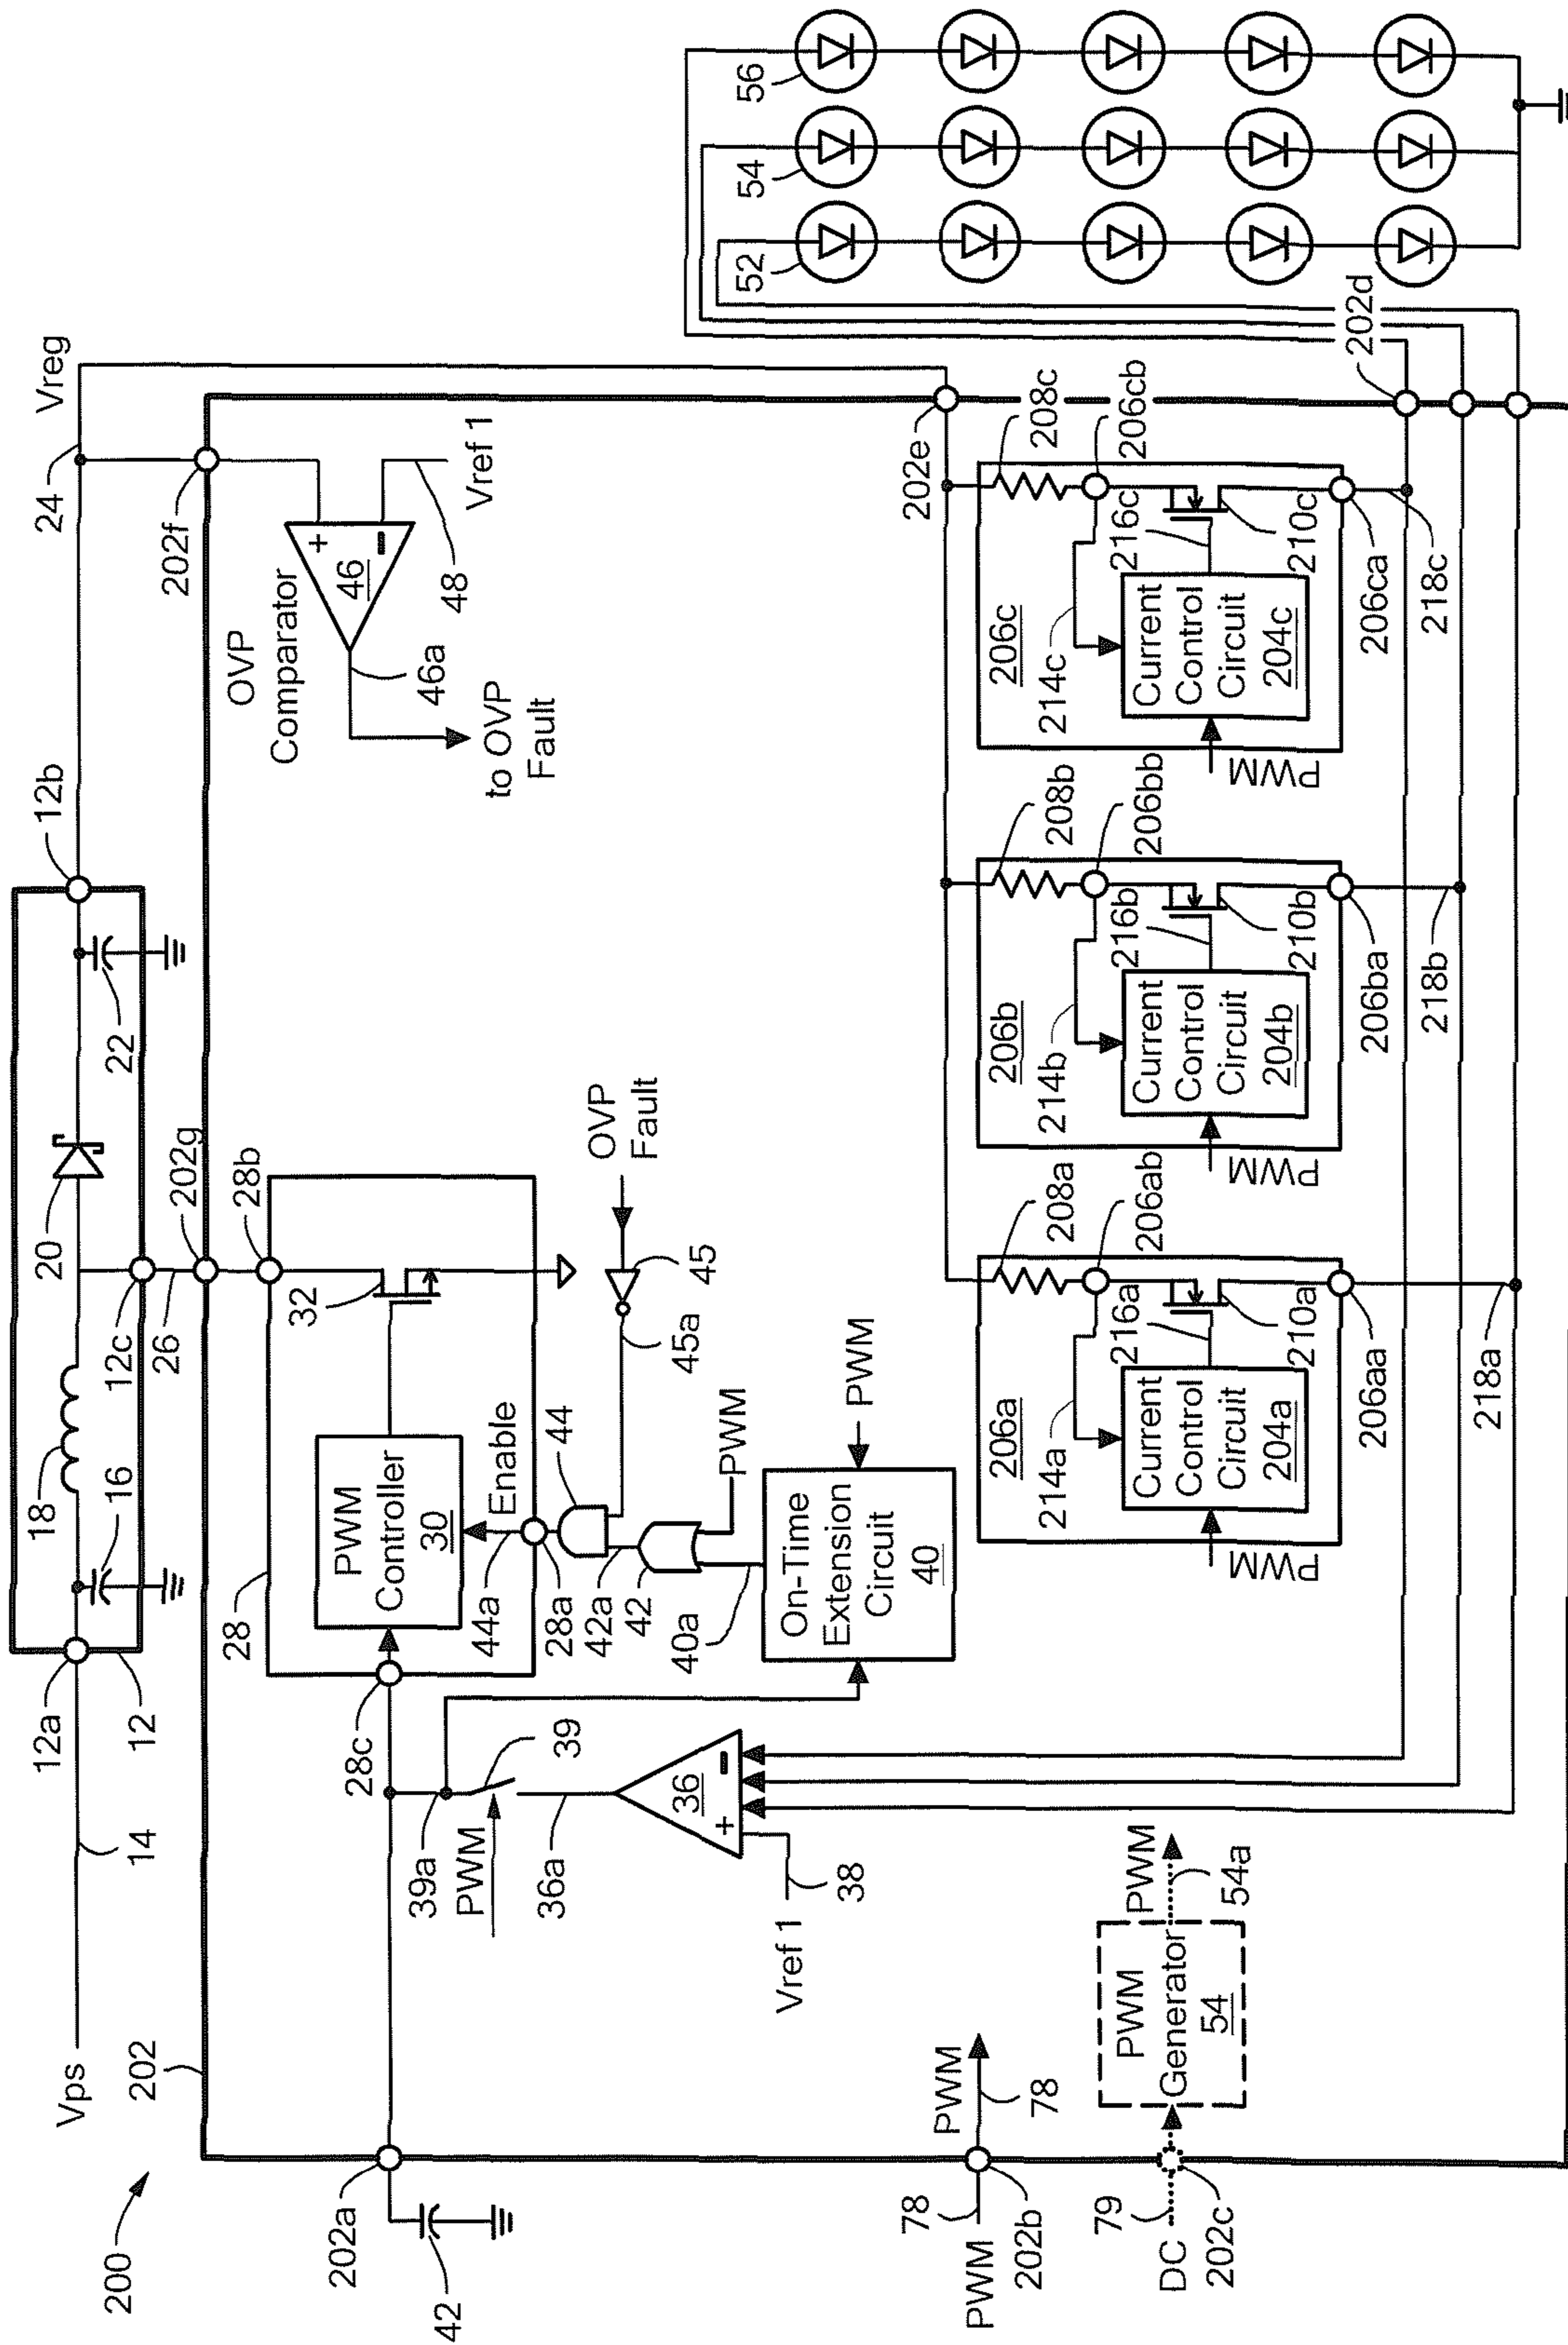 200
Vps
14
12a
12
16
18
20
22
12b
24
Vreg
12c
26
202
202g
202f
28
28b
32
PWM
Controller
30
Enable
44a
28a
28c
44
42a
42
40a
PWM
45
45a
OVP
Fault
OVP
Comparator
46
+
−
46a
48
Vref 1
to OVP
Fault
202a
42
39a
39
PWM
36a
36
+
−
38
Vref 1
On-Time
Extension
Circuit
40
PWM
78
PWM
202b
PWM
78
79
DC
202c
PWM
Generator
54
PWM
54a
202e
206a
208a
206ab
214a
216a
Current
Control
Circuit
204a
210a
PWM
206aa
218a
206b
208b
206bb
214b
216b
Current
Control
Circuit
204b
210b
PWM
206ba
218b
206c
208c
206cb
214c
216c
Current
Control
Circuit
204c
210c
PWM
206ca
218c
202d
52
54
56